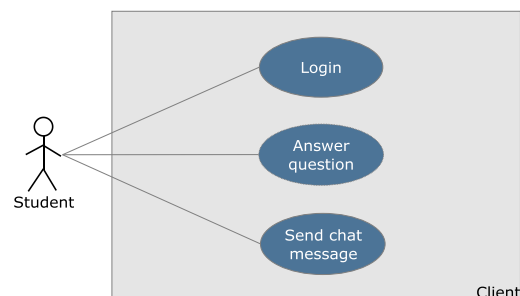 Login
Answer
question
Student
Send chat
message
Client